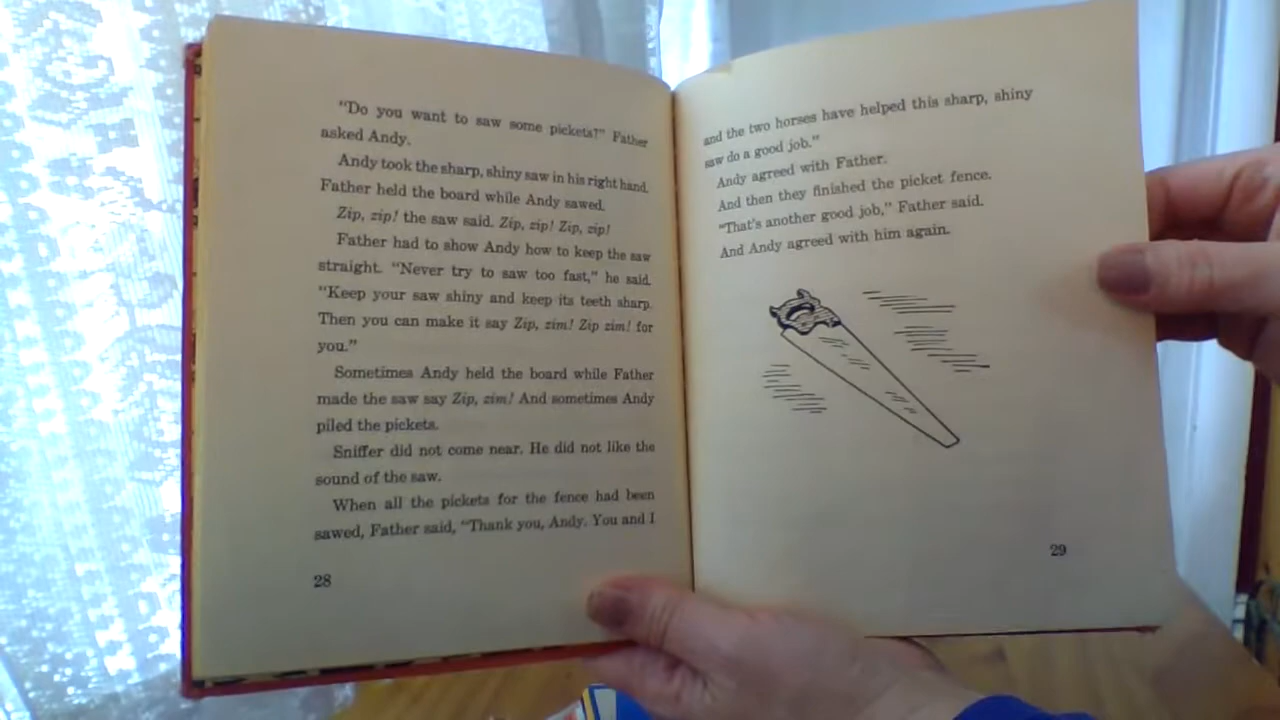 "Do you want to saw some pickets?" Father
asked Andy.
Andy took the sharp, shiny saw in his right hand.
Father held the board while Andy sawed.
Zip, zip! the saw said. Zip, zip! Zip, zip!
Father had to show Andy how to keep the saw
straight. "Never try to saw too fast," he said.
"Keep your saw shiny and keep its teeth sharp.
Then you can make it say Zip, zim! Zip zim! for
you."
Sometimes Andy held the board while Father
made the saw say Zip, zim! And sometimes Andy
piled the pickets.
Sniffer did not come near. He did not like the
sound of the saw.
When all the pickets for the fence had been
sawed, Father said, "Thank you, Andy. You and I
28
and the two horses have helped this sharp, shiny
saw do a good job."
Andy agreed with Father.
And then they finished the picket fence.
"That's another good job," Father said.
And Andy agreed with him again.
29